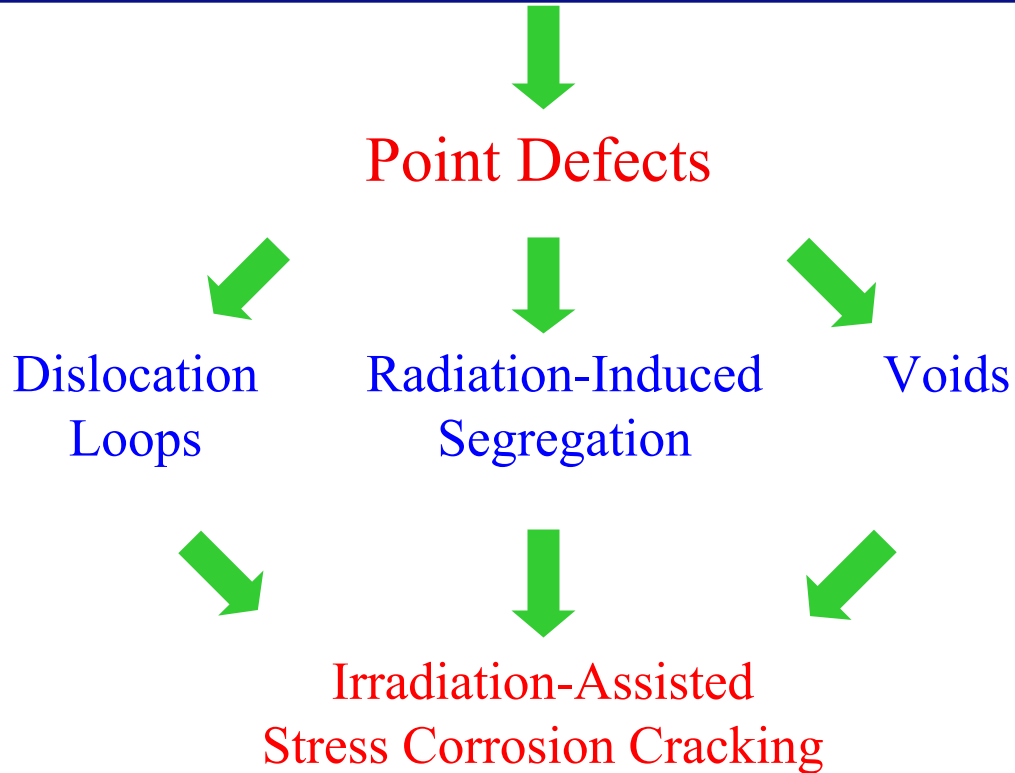 Point Defects
Dislocation
Loops
Radiation-Induced
Segregation
Voids
Irradiation-Assisted
Stress Corrosion Cracking